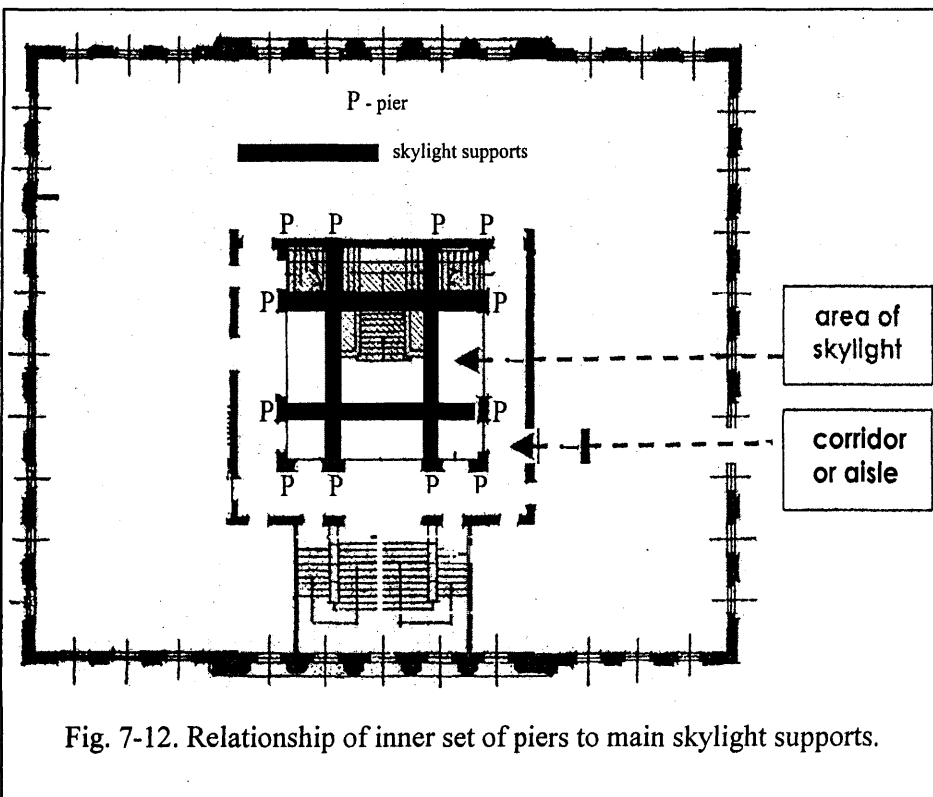 P - pier
skylight supports
P P P P
P P
area of
skylight
P P
corridor
or aisle
P P P P
Fig. 7-12. Relationship of inner set of piers to main skylight supports.